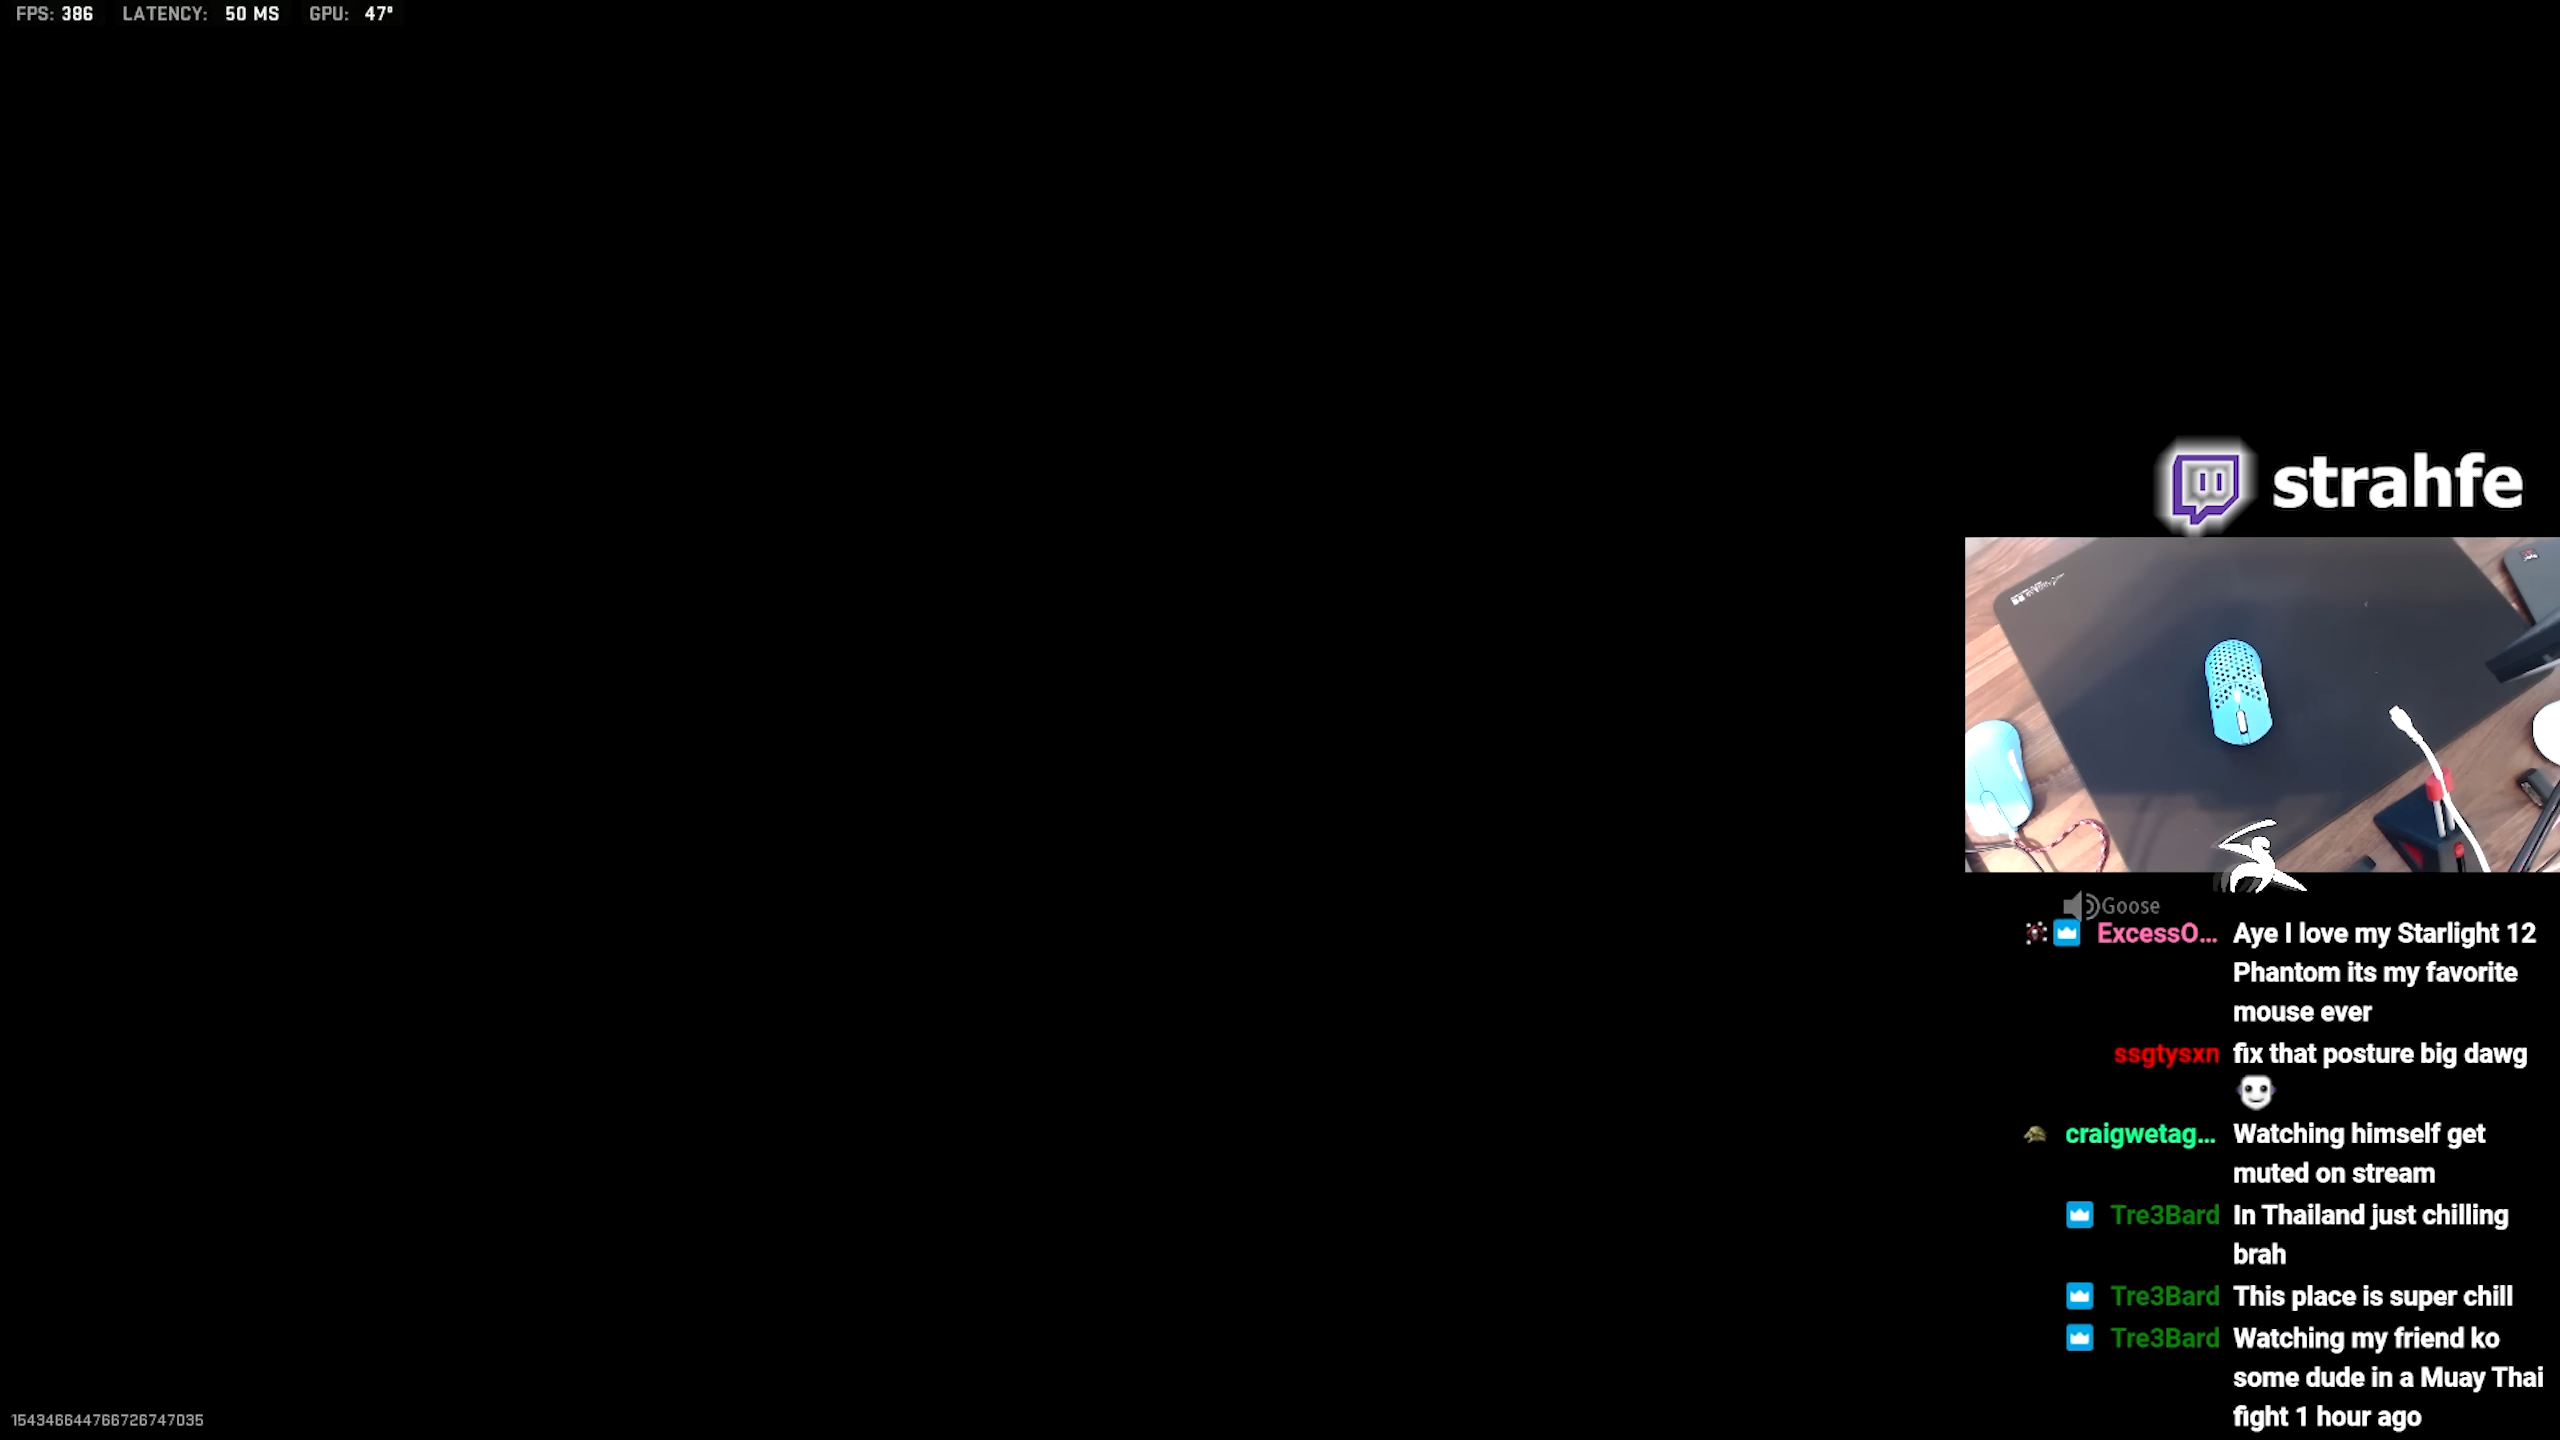 FPS: 386 LATENCY: 50 MS GPU: 47°
strahfe
Goose
ExcessO... Aye I love my Starlight 12
Phantom its my favorite
mouse ever
ssgtysxn fix that posture big dawg
craigwetag... Watching himself get
muted on stream
Tre3Bard In Thailand just chilling
brah
Tre3Bard This place is super chill
Tre3Bard Watching my friend ko
some dude in a Muay Thai
fight 1 hour ago
154346644766726747035